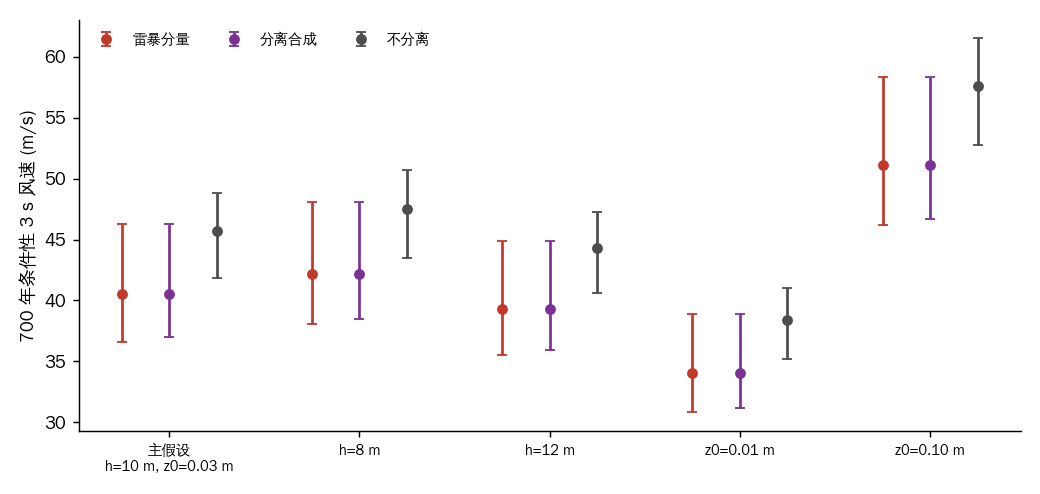 雷暴分量 分离合成 不分离
700 年条件性 3 s 风速 (m/s)
60
55
50
45
40
35
30
主假设
h=10 m, z0=0.03 m
h=8 m
h=12 m
z0=0.01 m
z0=0.10 m